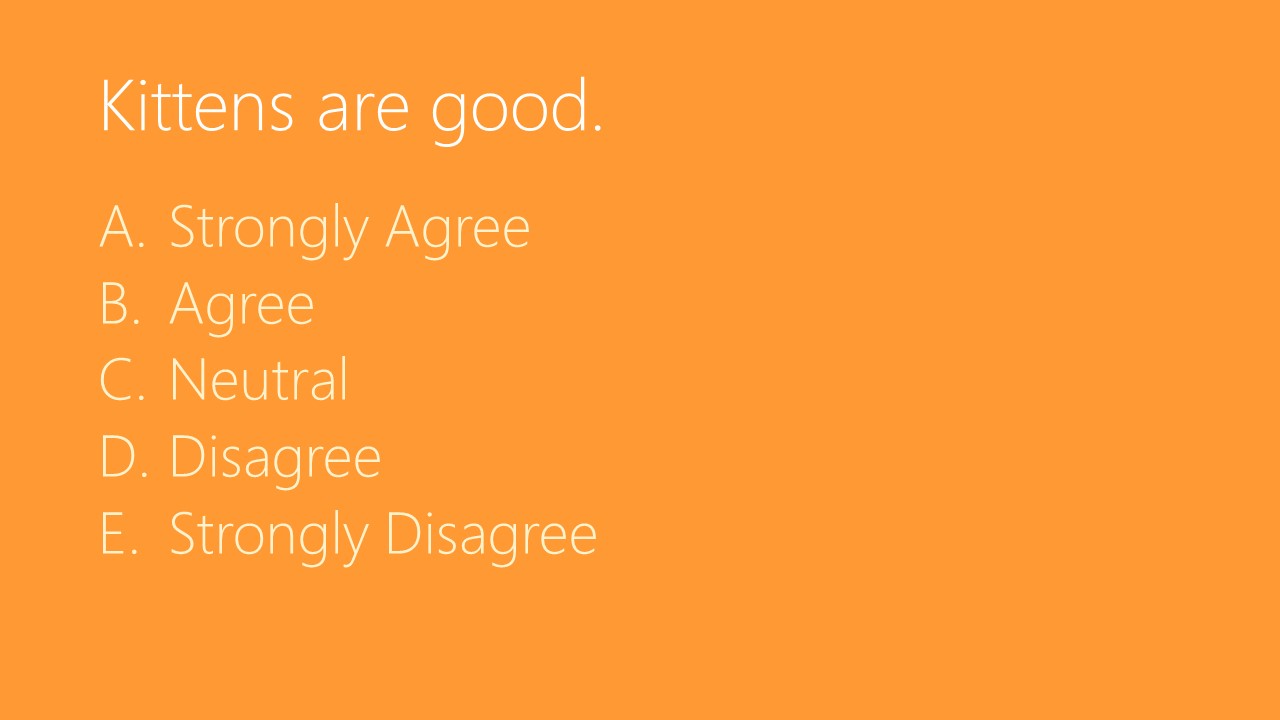 Kittens are good.
A. Strongly Agree
B. Agree
C. Neutral
D. Disagree
E. Strongly Disagree